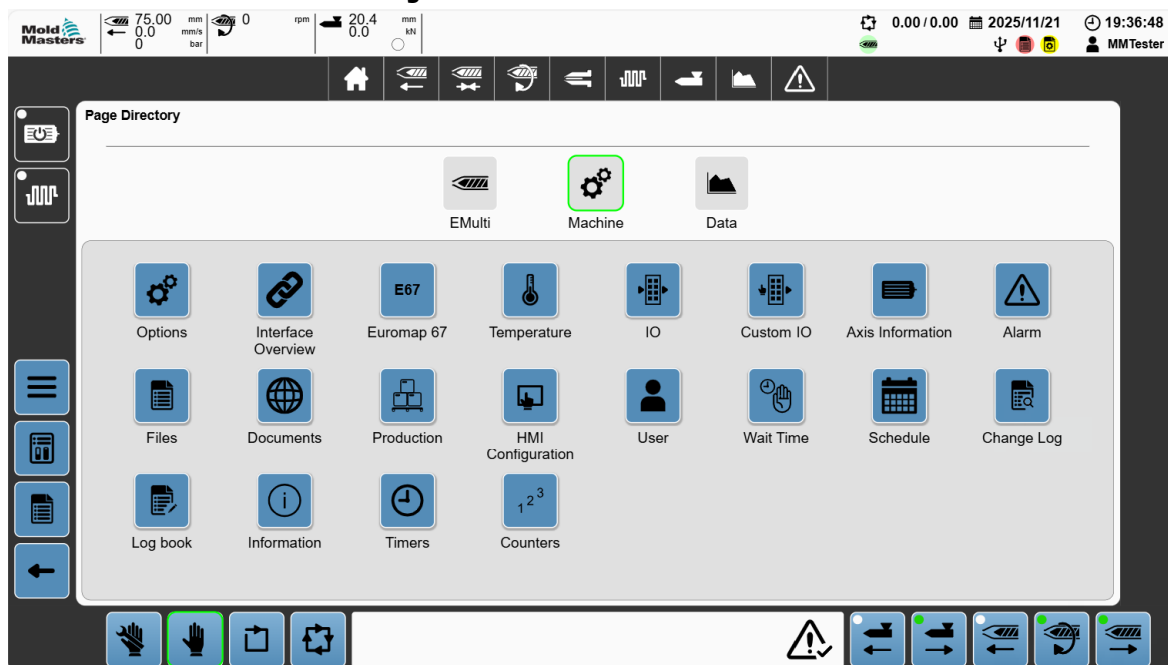 Mold
Masters
75.00 mm
0.0 mm/s
0 bar
0 rpm
20.4 mm
0.0 kN
0.00 / 0.00
2025/11/21
19:36:48
MMTester
Page Directory
EMulti
Machine
Data
E67
Options
Interface
Overview
Euromap 67
Temperature
IO
Custom IO
Axis Information
Alarm
Files
Documents
Production
HMI
Configuration
User
Wait Time
Schedule
Change Log
1 2 3
Log book
Information
Timers
Counters